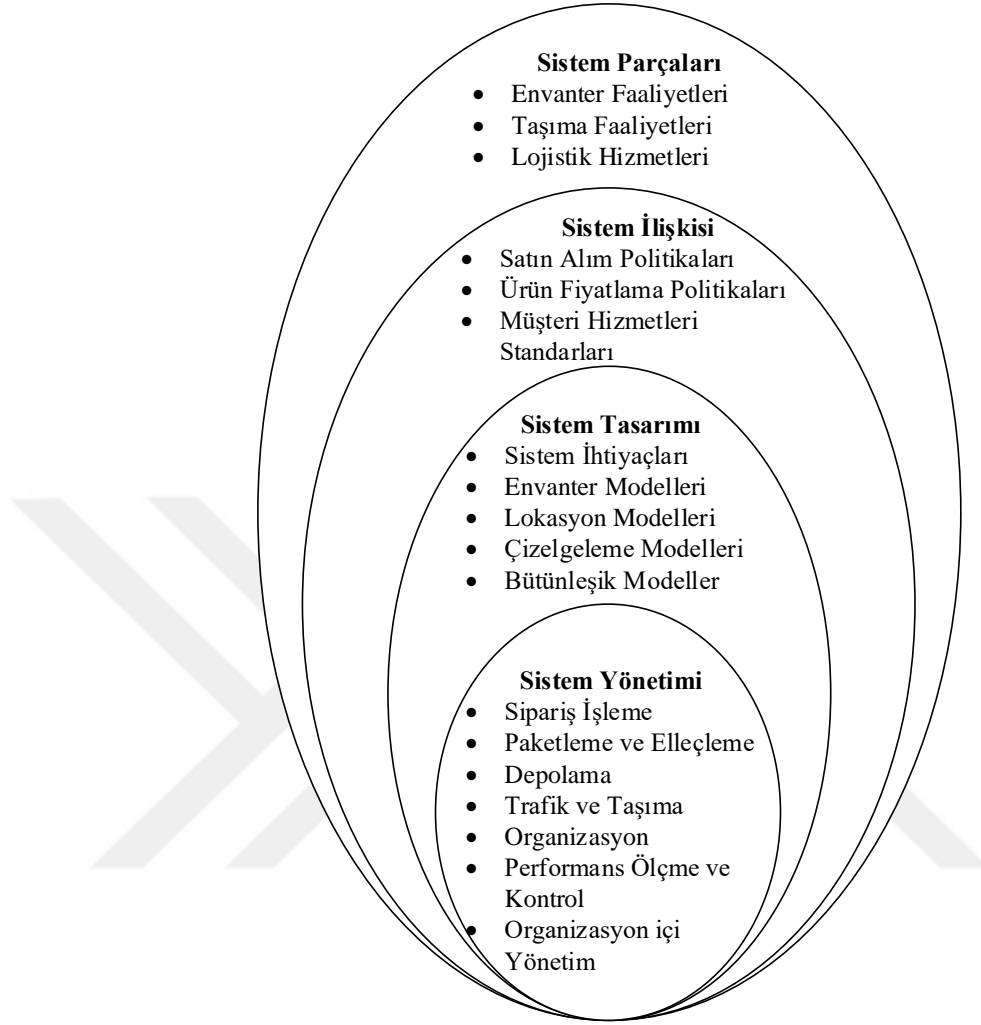 Sistem Parçaları
• Envanter Faaliyetleri
• Taşıma Faaliyetleri
• Lojistik Hizmetleri
Sistem İlişkisi
• Satın Alım Politikaları
• Ürün Fiyatlama Politikaları
• Müşteri Hizmetleri
Standarları
Sistem Tasarımı
• Sistem İhtiyaçları
• Envanter Modelleri
• Lokasyon Modelleri
• Çizelgeleme Modelleri
• Bütünleşik Modeller
Sistem Yönetimi
• Sipariş İşleme
• Paketleme ve Elleçleme
• Depolama
• Trafik ve Taşıma
• Organizasyon
• Performans Ölçme ve
Kontrol
• Organizasyon içi
Yönetim